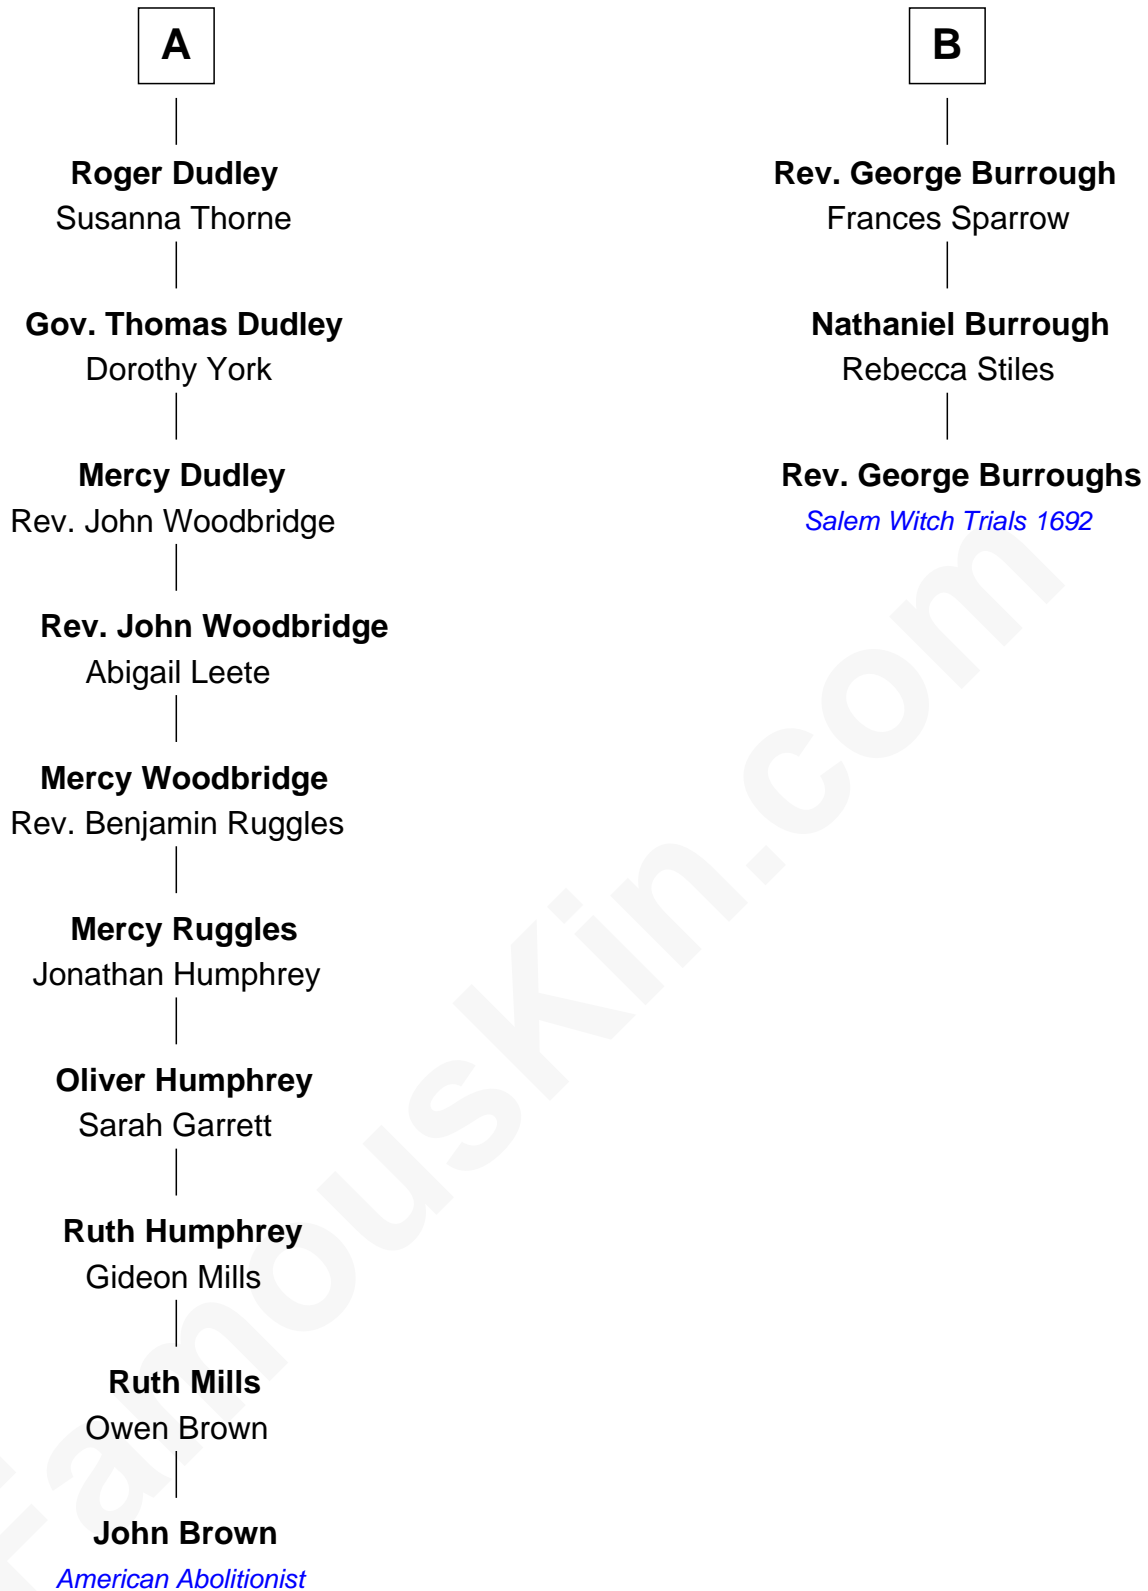 A
Roger Dudley
Susanna Thorne
Gov. Thomas Dudley
Dorothy York
Mercy Dudley
Rev. John Woodbridge
Rev. John Woodbridge
Abigail Leete
Mercy Woodbridge
Rev. Benjamin Ruggles
Mercy Ruggles
Jonathan Humphrey
Oliver Humphrey
Sarah Garrett
Ruth Humphrey
Gideon Mills
Ruth Mills
Owen Brown
John Brown
American Abolitionist
B
Rev. George Burrough
Frances Sparrow
Nathaniel Burrough
Rebecca Stiles
Rev. George Burroughs
Salem Witch Trials 1692
FamousKin.com